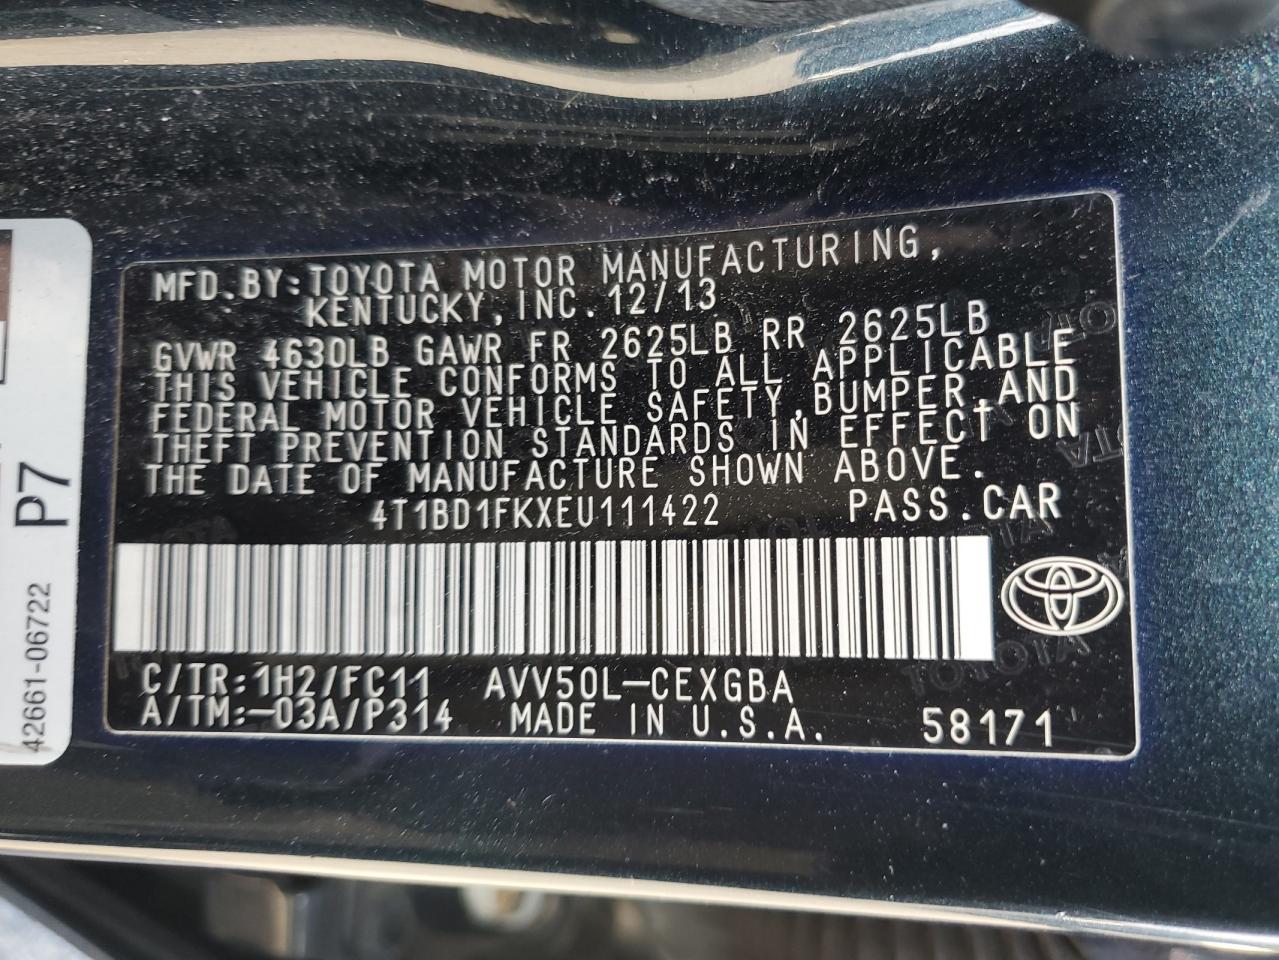 MFD.BY:TOYOTA MOTOR MANUFACTURING,
KENTUCKY, INC. 12/13
GVWR 4630LB GAWR FR 2625LB RR 2625LB
THIS VEHICLE CONFORMS TO ALL APPLICABLE
FEDERAL MOTOR VEHICLE SAFETY,BUMPER,AND
THEFT PREVENTION STANDARDS IN EFFECT ON
THE DATE OF MANUFACTURE SHOWN ABOVE.
4T1BD1FKXEU111422 PASS.CAR
C/TR:1H2/FC11 AVV50L-CEXGBA
A/TM:-03A/P314 MADE IN U.S.A. 58171
P7
42661-06722
TOYOTA
TOYOTA